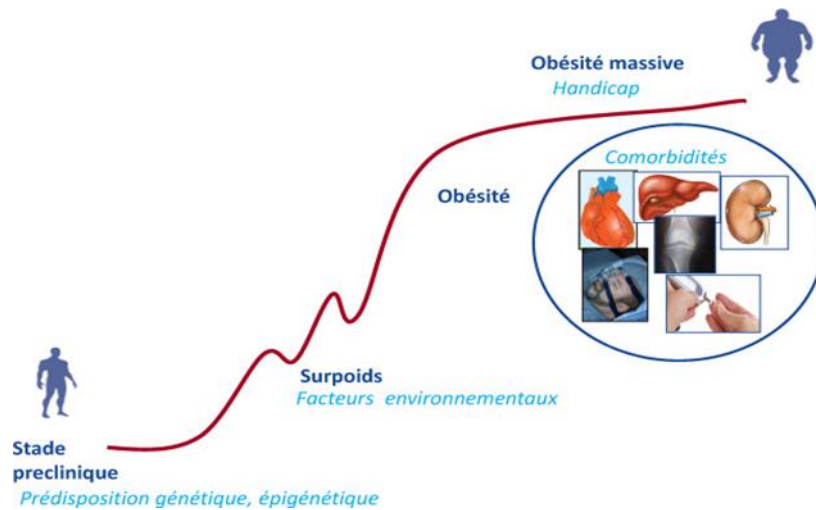 Obésité massive
Handicap
Comorbidités
Obésité
Surpoids
Facteurs environnementaux
Stade
preclinique
Prédisposition génétique, épigénétique